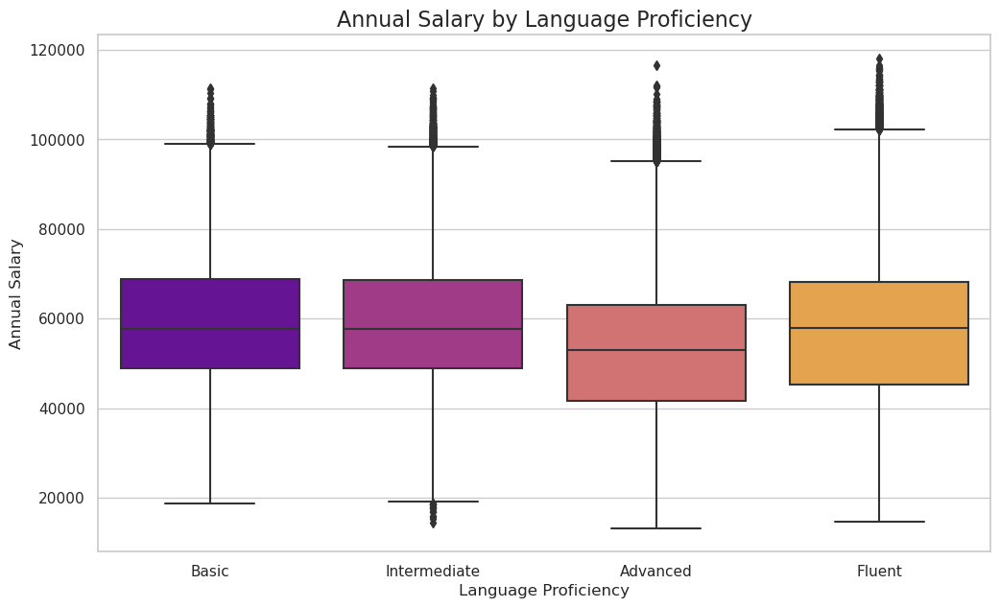 Annual Salary by Language Proficiency
120000
100000
80000
60000
40000
20000
Annual Salary
Basic
Intermediate
Advanced
Fluent
Language Proficiency